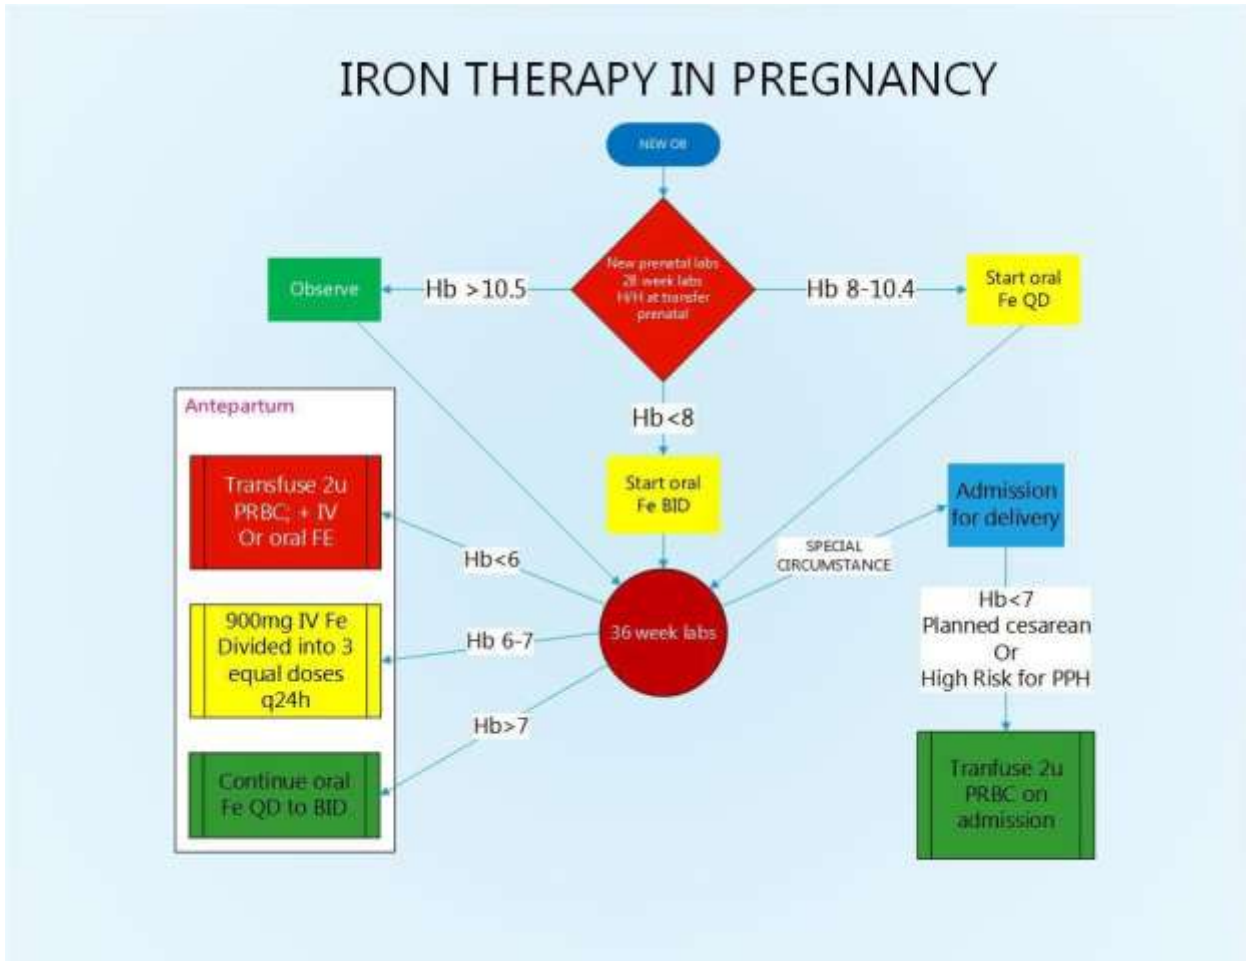 IRON THERAPY IN PREGNANCY
NEW OB
New prenatal labs
28 week labs
H/H at transfer
prenatal
Observe
Hb >10.5
Hb 8-10.4
Start oral
Fe QD
Hb<8
Start oral
Fe BID
Antepartum
Transfuse 2u
PRBC; + IV
Or oral FE
Hb<6
900mg IV Fe
Divided into 3
equal doses
q24h
Hb 6-7
Continue oral
Fe QD to BID
Hb>7
36 week labs
SPECIAL
CIRCUMSTANCE
Admission
for delivery
Hb<7
Planned cesarean
Or
High Risk for PPH
Tranfuse 2u
PRBC on
admission